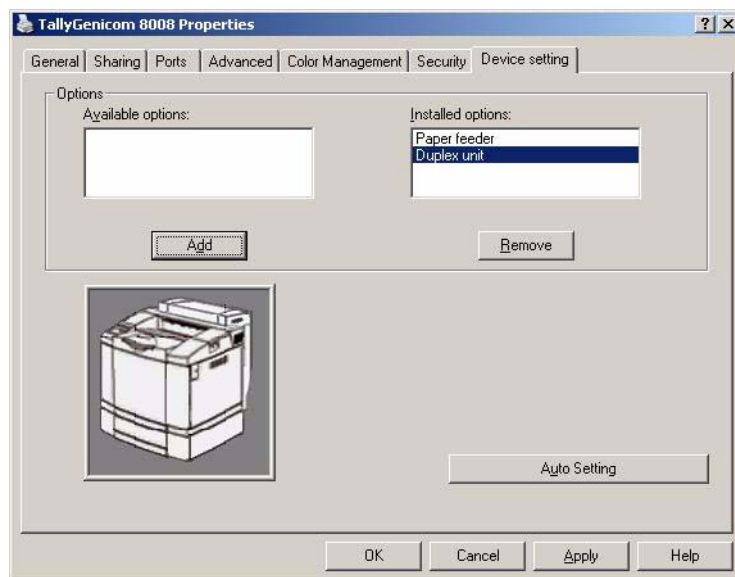 TallyGenicom 8008 Properties
General Sharing Ports Advanced Color Management Security Device setting
Options
Available options: Installed options:
Paper feeder
Duplex unit
Add Remove
Auto Setting
OK Cancel Apply Help